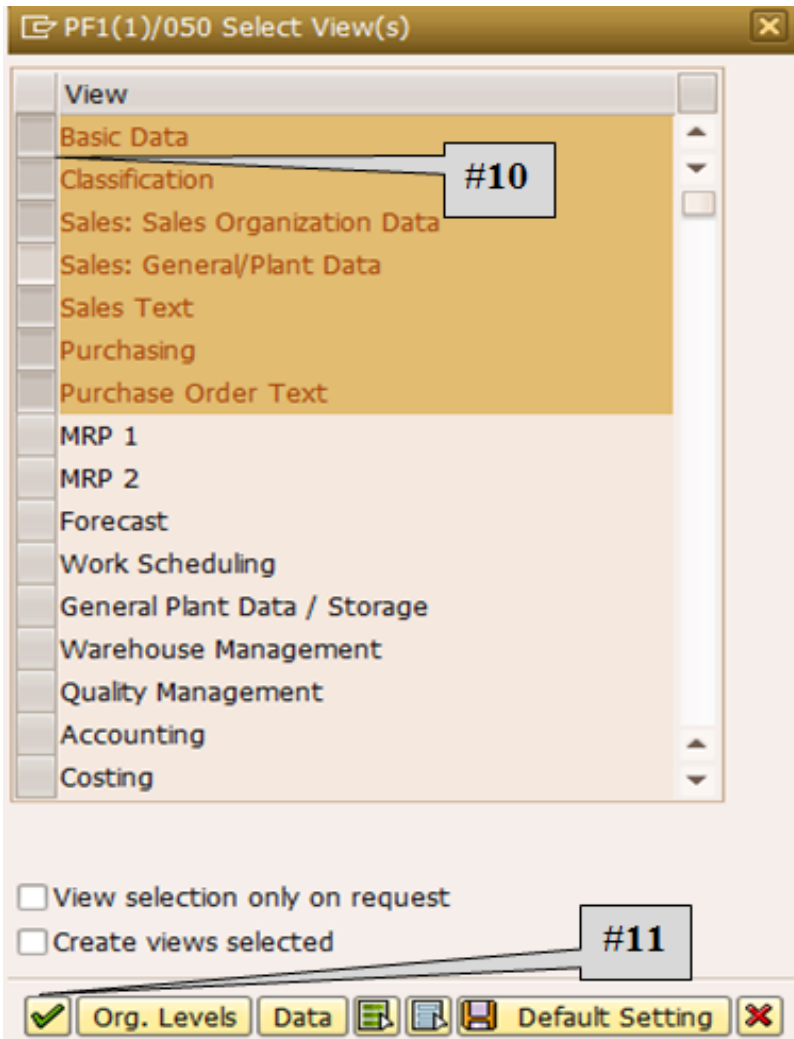 PF1(1)/050 Select View(s)
View
Basic Data
#10
Classification
Sales: Sales Organization Data
Sales: General/Plant Data
Sales Text
Purchasing
Purchase Order Text
MRP 1
MRP 2
Forecast
Work Scheduling
General Plant Data / Storage
Warehouse Management
Quality Management
Accounting
Costing
View selection only on request
Create views selected
#11
Org. Levels Data Default Setting